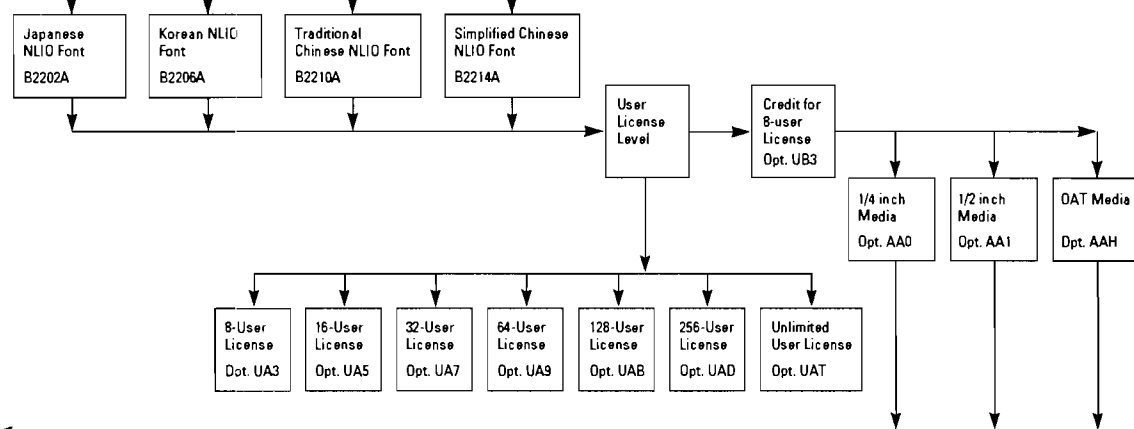 Japanese
NLIO Font
B2202A
Korean NLIO
Font
B2206A
Traditional
Chinese NLIO Font
B2210A
Simplified Chinese
NLIO Font
B2214A
User
License
Level
Credit for
8-user
License
Opt. UB3
1/4 inch
Media
Opt. AA0
1/2 inch
Media
Opt. AA1
OAT Media
Dpt. AAH
8-User
License
Dot. UA3
16-User
License
Opt. UA5
32-User
License
Opt. UA7
64-User
License
Opt. UA9
128-User
License
Opt. UAB
256-User
License
Opt. UAD
Unlimited
User License
Opt. UAT